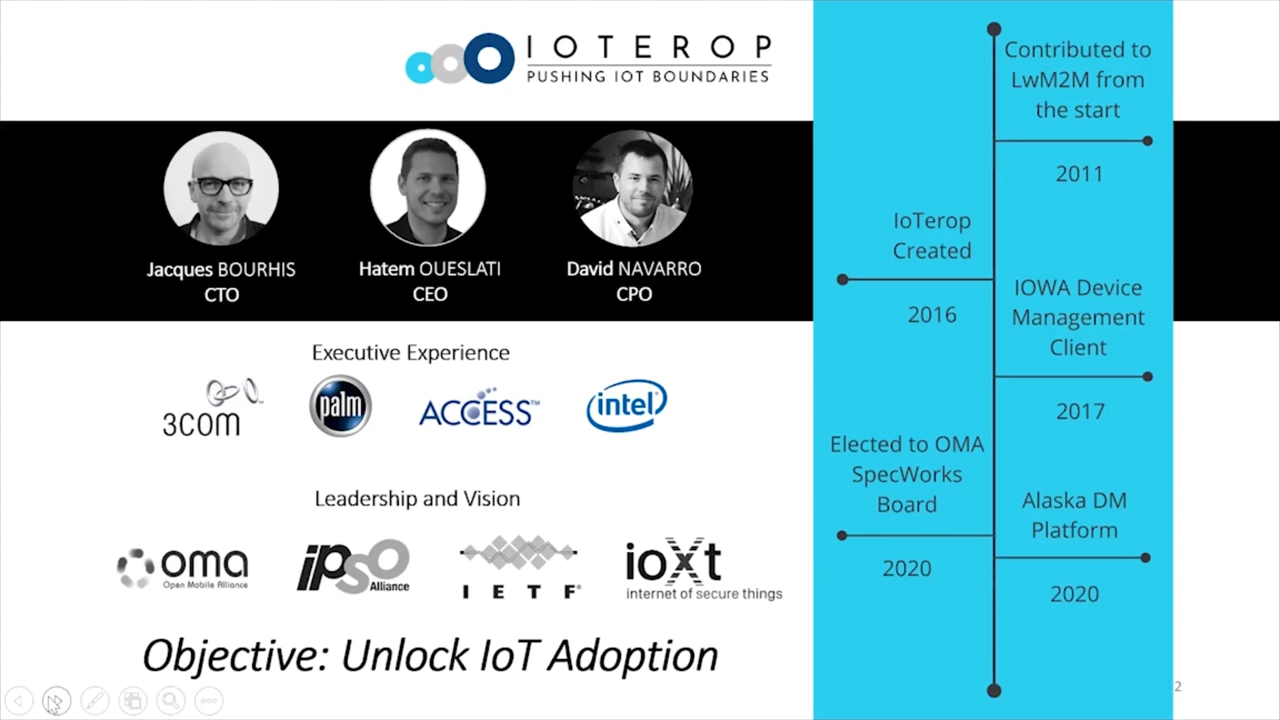 IOTEROP
PUSHING IOT BOUNDARIES
Jacques BOURHIS
CTO
Hatem OUESLATI
CEO
David NAVARRO
CPO
Executive Experience
3COM
palm
ACCESS™
intel
Leadership and Vision
oma
Open Mobile Alliance
iPSO
Alliance
IETF®
ioXt
internet of secure things
Objective: Unlock IoT Adoption
Contributed to
LwM2M from
the start
2011
IoTerop
Created
2016
IOWA Device
Management
Client
2017
Elected to OMA
SpecWorks
Board
2020
Alaska DM
Platform
2020
2